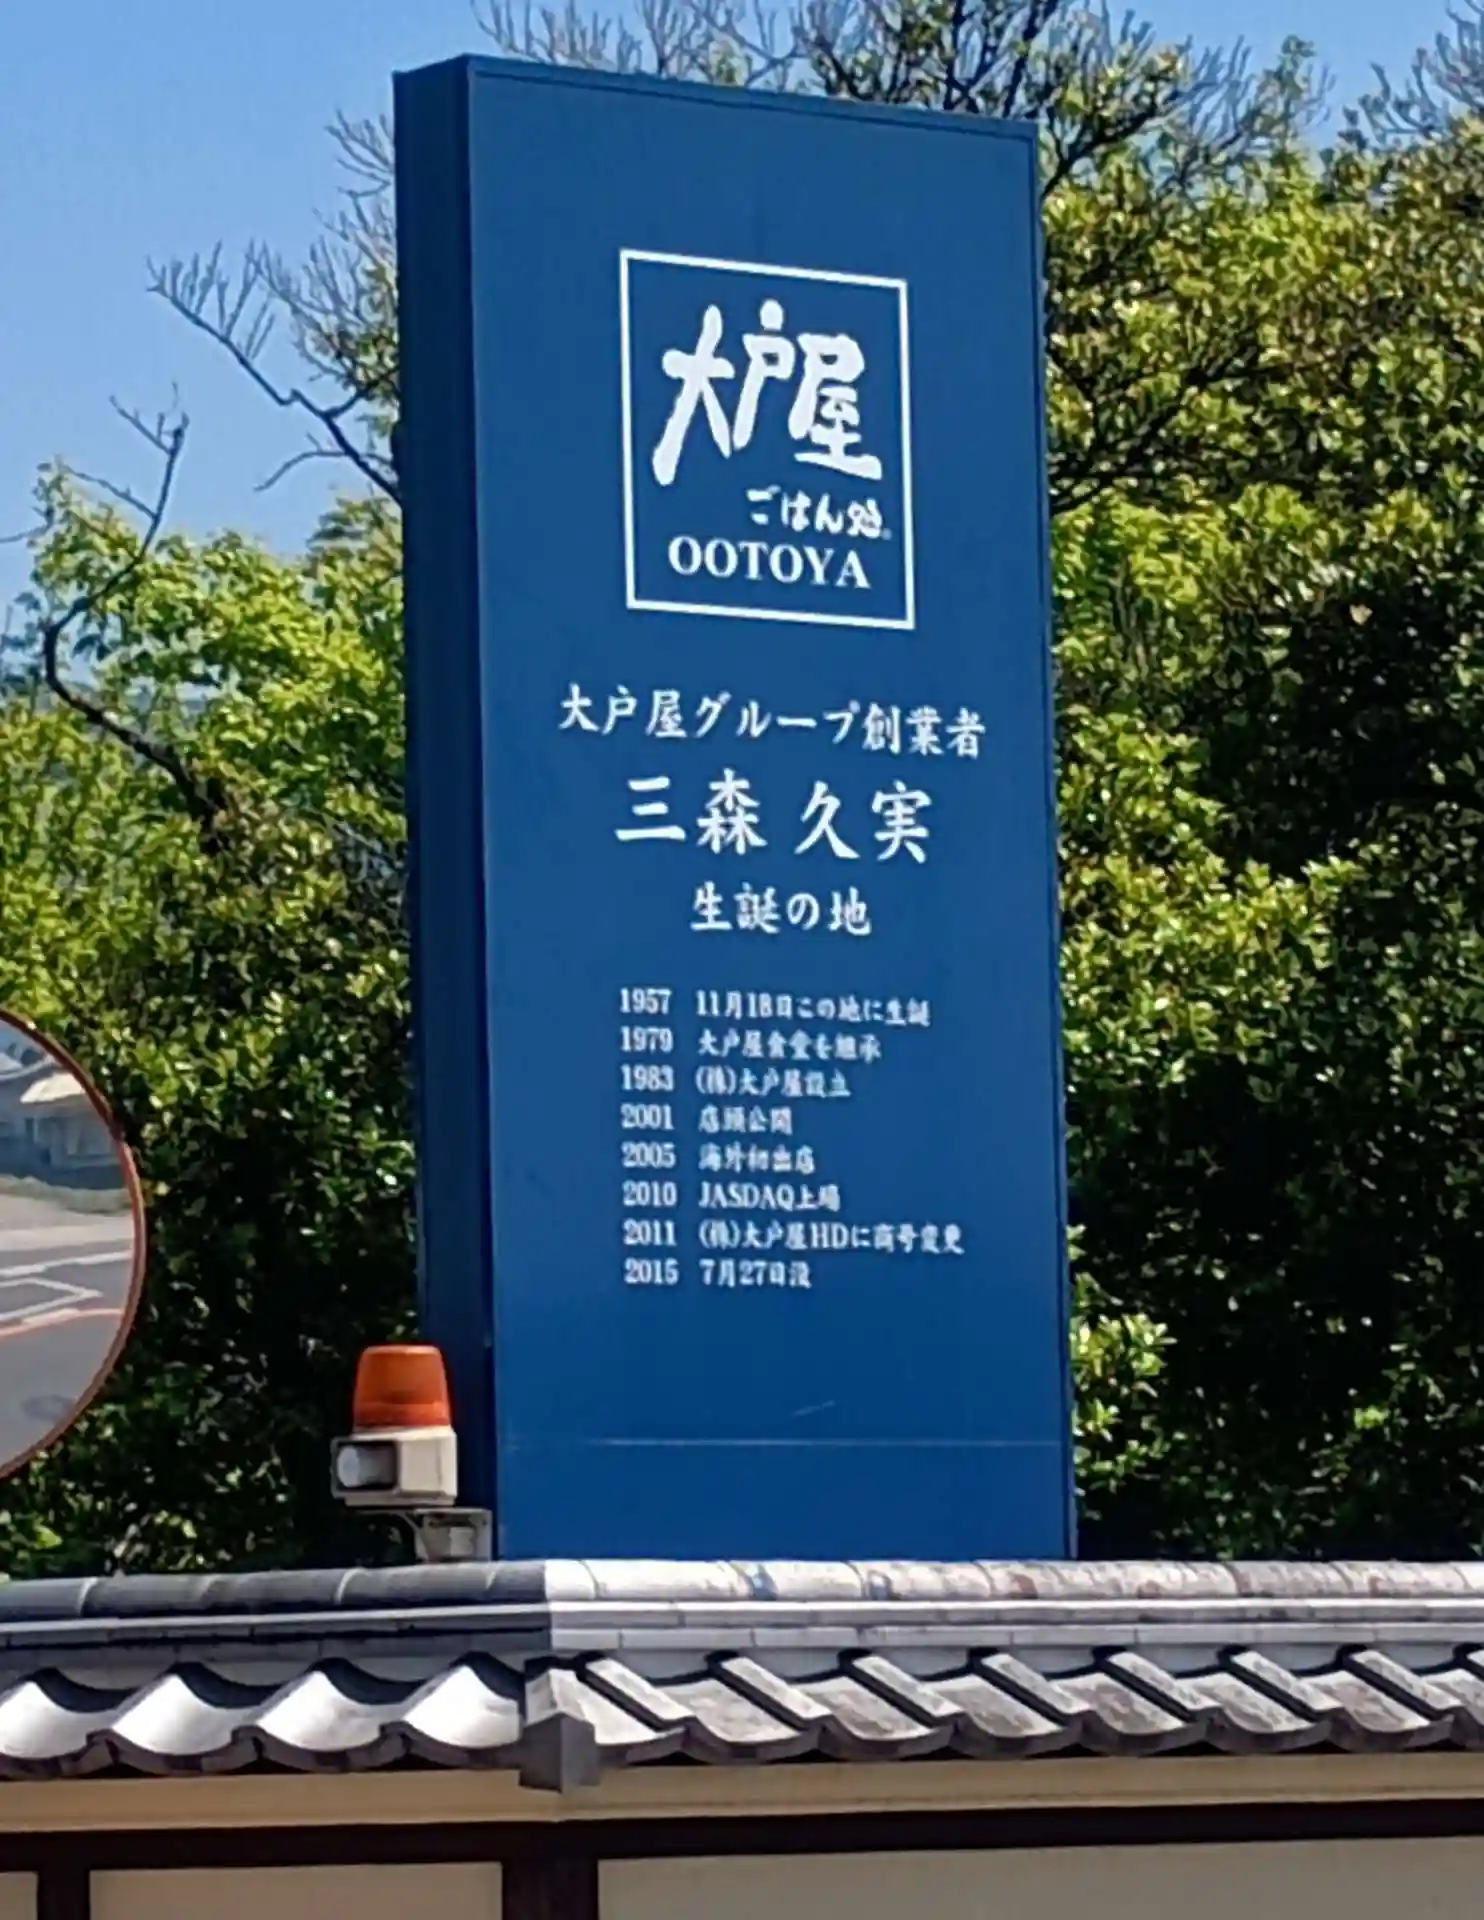 大戸屋
ごはん処
OOTOYA
大戸屋グループ創業者
三森 久実
生誕の地
1957 11月18日この地に生誕
1979 大戸屋食堂を継承
1983 (株)大戸屋設立
2001 店頭公開
2005 海外初出店
2010 JASDAQ上場
2011 (株)大戸屋HDに商号変更
2015 7月27日没